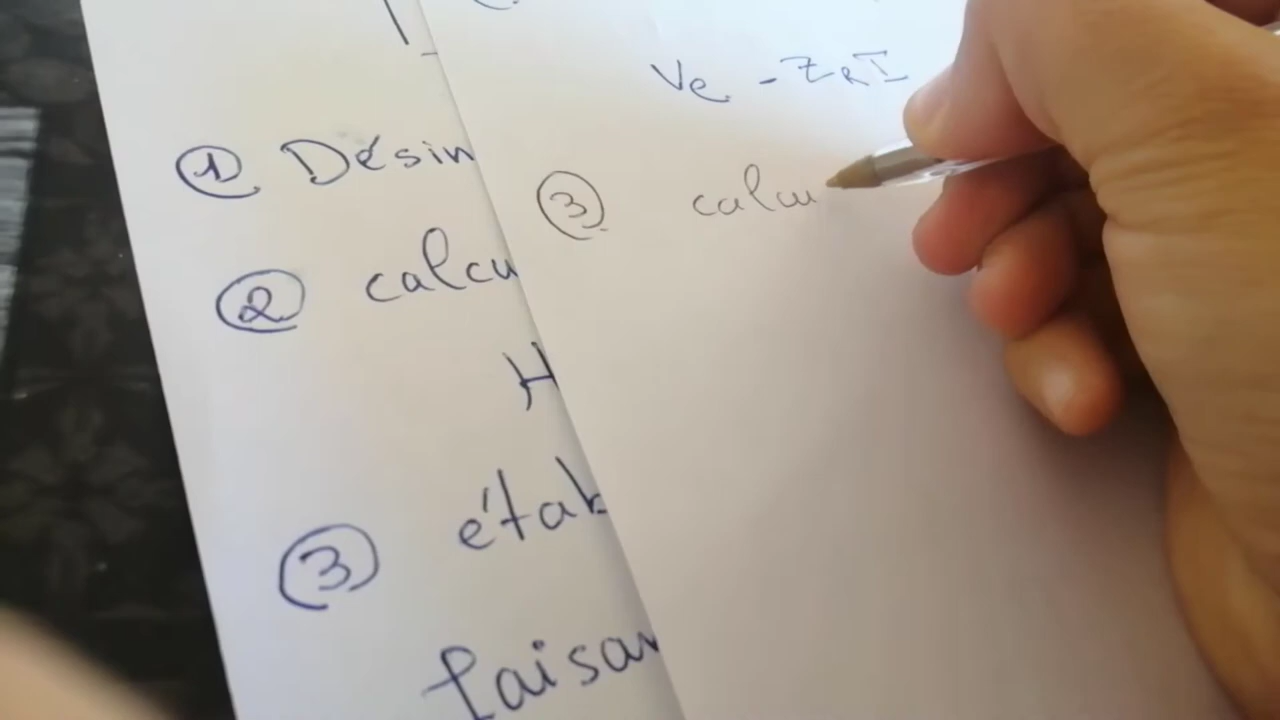 ① Désin
② calcu
H
③ étab
faisan
Ve - ZRI
③ calcu